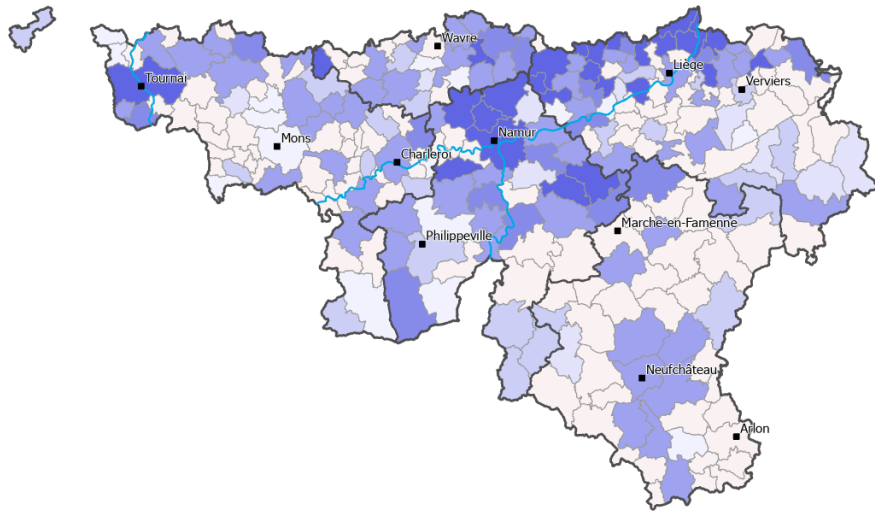 Wavre
Liège
Tournai
Verviers
Namur
Mons
Charleroi
Marche-en-Famenne
Philippeville
Neufchâteau
Arlon